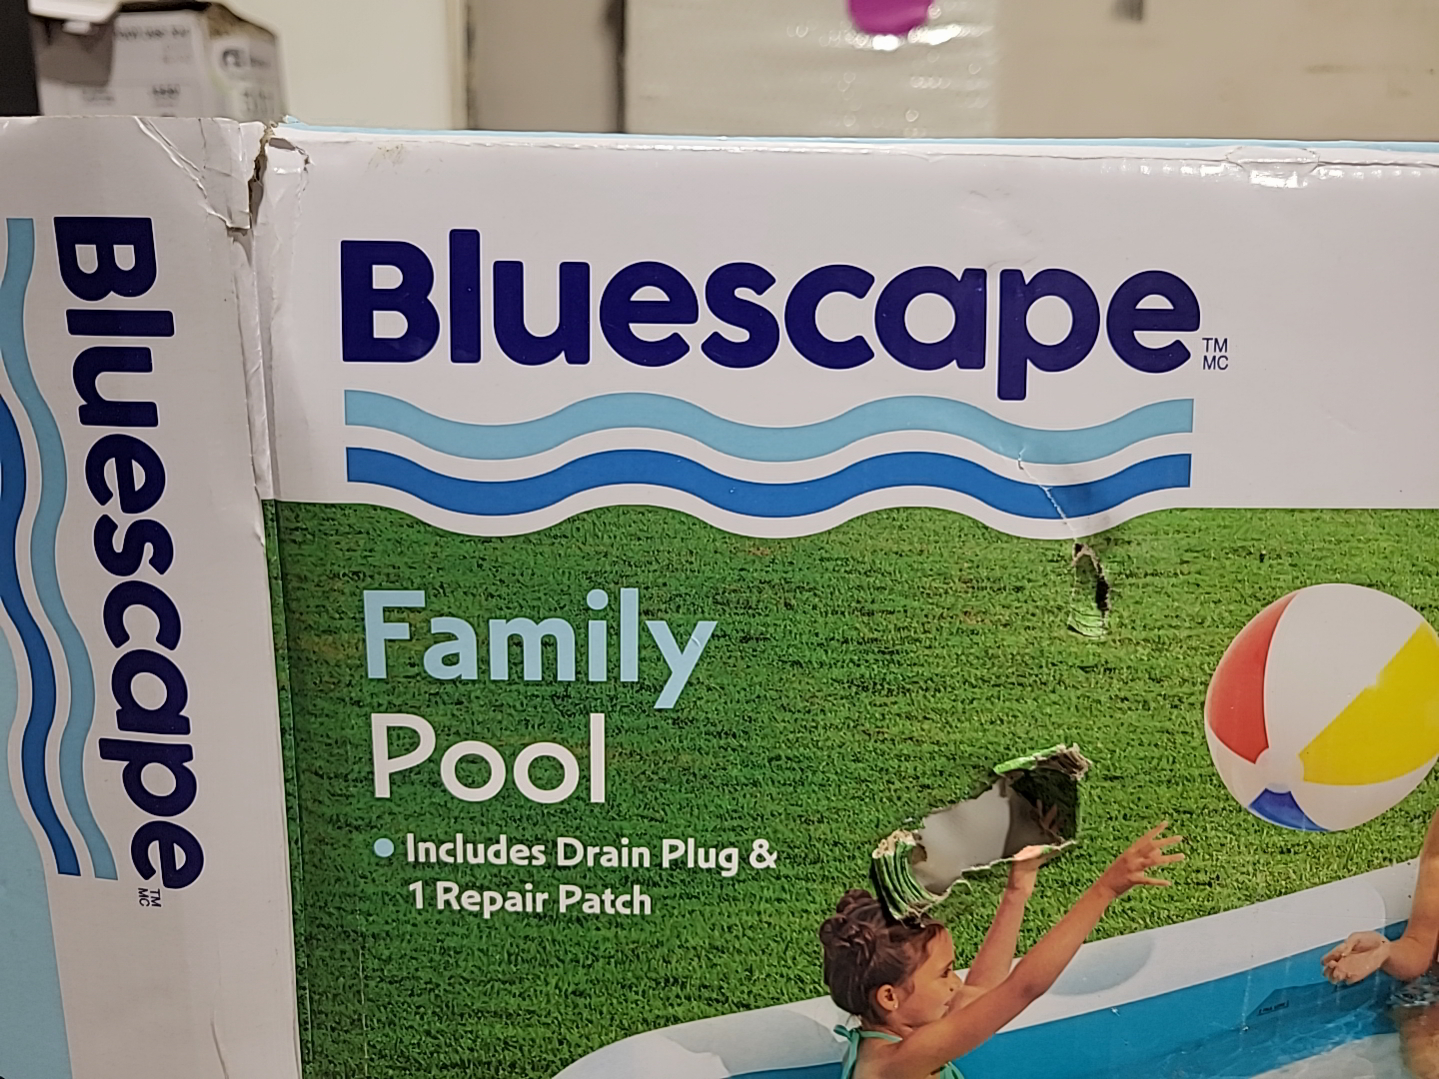 Bluescape
TM
MC
Bluescape
TM
MC
Family
Pool
• Includes Drain Plug &
1 Repair Patch